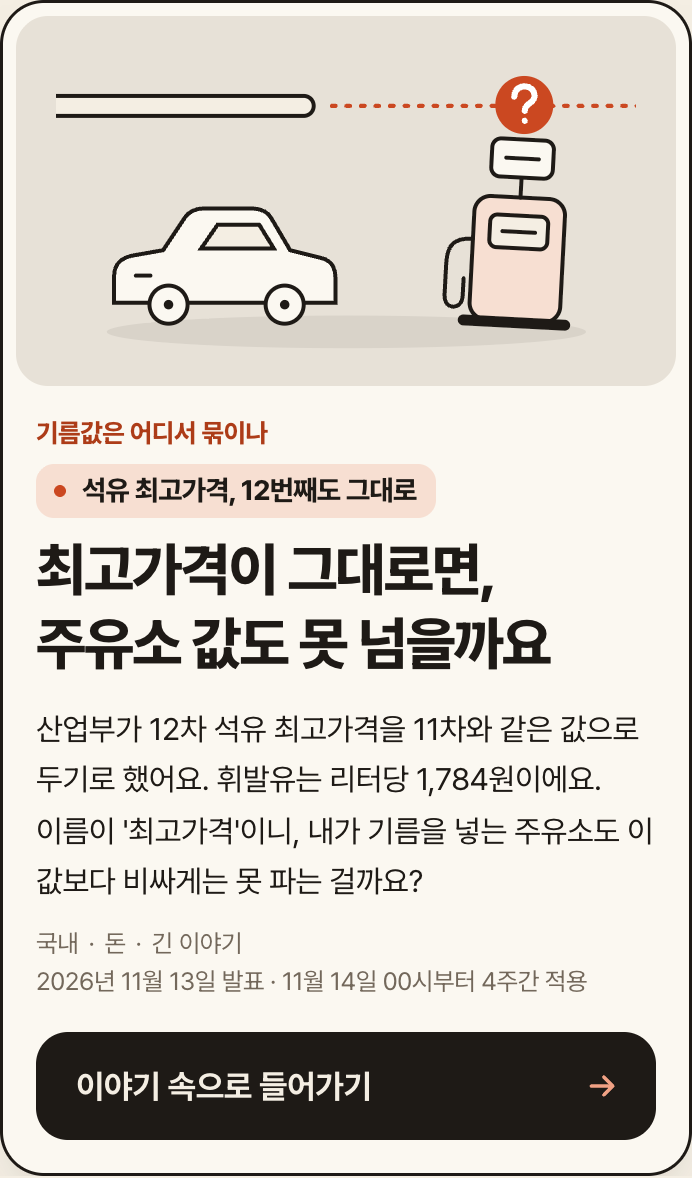 ?
기름값은 어디서 묶이나
석유 최고가격, 12번째도 그대로
최고가격이 그대로면,
주유소 값도 못 넘을까요
산업부가 12차 석유 최고가격을 11차와 같은 값으로
두기로 했어요. 휘발유는 리터당 1,784원이에요.
이름이 '최고가격'이니, 내가 기름을 넣는 주유소도 이
값보다 비싸게는 못 파는 걸까요?
국내 · 돈 · 긴 이야기
2026년 11월 13일 발표 · 11월 14일 00시부터 4주간 적용
이야기 속으로 들어가기 →